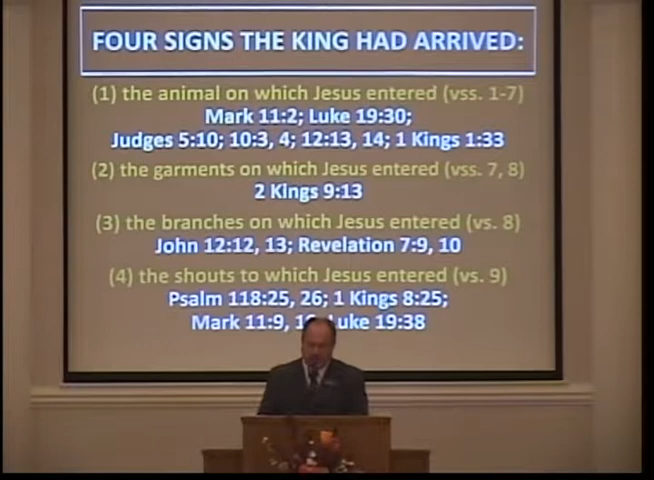 FOUR SIGNS THE KING HAD ARRIVED:
(1) the animal on which Jesus entered (vss. 1-7)
Mark 11:2; Luke 19:30;
Judges 5:10; 10:3, 4; 12:13, 14; 1 Kings 1:33
(2) the garments on which Jesus entered (vss. 7, 8)
2 Kings 9:13
(3) the branches on which Jesus entered (vs. 8)
John 12:12, 13; Revelation 7:9, 10
(4) the shouts to which Jesus entered (vs. 9)
Psalm 118:25, 26; 1 Kings 8:25;
Mark 11:9, Luke 19:38